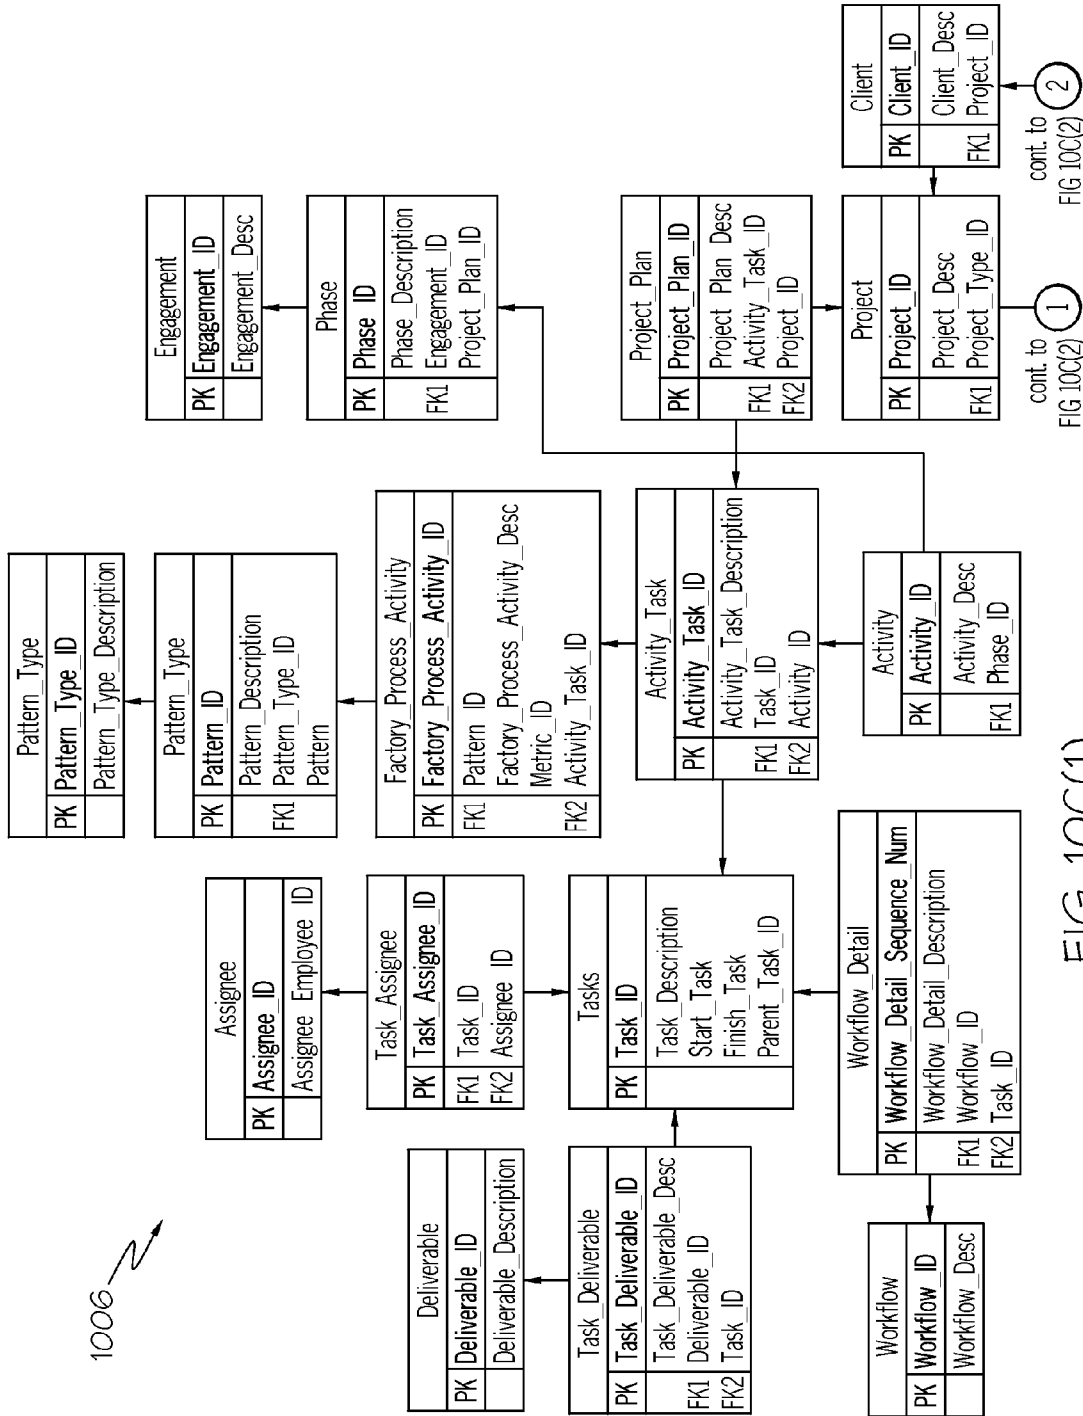 1006
Deliverable
PK Deliverable_ID
Deliverable_Description
Task_Deliverable
PK Task_Deliverable_ID
Task_Deliverable_Desc
FK1 Deliverable_ID
FK2 Task_ID
Workflow
PK Workflow_ID
Workflow_Desc
Assignee
PK Assignee_ID
Assignee_Employee_ID
Task_Assignee
PK Task_Assignee_ID
FK1 Task_ID
FK2 Assignee_ID
Tasks
PK Task_ID
Task_Description
Start_Task
Finish_Task
Parent_Task_ID
Workflow_Detail
PK Workflow_Detail_Sequence_Num
Workflow_Detail_Description
FK1 Workflow_ID
FK2 Task_ID
Pattern_Type
PK Pattern_Type_ID
Pattern_Type_Description
Pattern_Type
PK Pattern_ID
Pattern_Description
FK1 Pattern_Type_ID
Pattern
Factory_Process_Activity
PK Factory_Process_Activity_ID
FK1 Pattern ID
Factory_Process_Activity_Desc
Metric_ID
FK2 Activity_Task_ID
Activity_Task
PK Activity_Task_ID
Activity_Task_Description
FK1 Task_ID
FK2 Activity_ID
Activity
PK Activity_ID
Activity_Desc
FK1 Phase_ID
Engagement
PK Engagement_ID
Engagement_Desc
Phase
PK Phase ID
Phase_Description
FK1 Engagement_ID
Project_Plan_ID
Project_Plan
PK Project_Plan_ID
Project_Plan_Desc
FK1 Activity_Task_ID
FK2 Project_ID
Project
PK Project_ID
Project_Desc
FK1 Project_Type_ID
1
cont. to
FIG 10C(2)
Client
PK Client_ID
Client_Desc
FK1 Project_ID
2
cont. to
FIG 10C(2)
FIG. 10C(1)